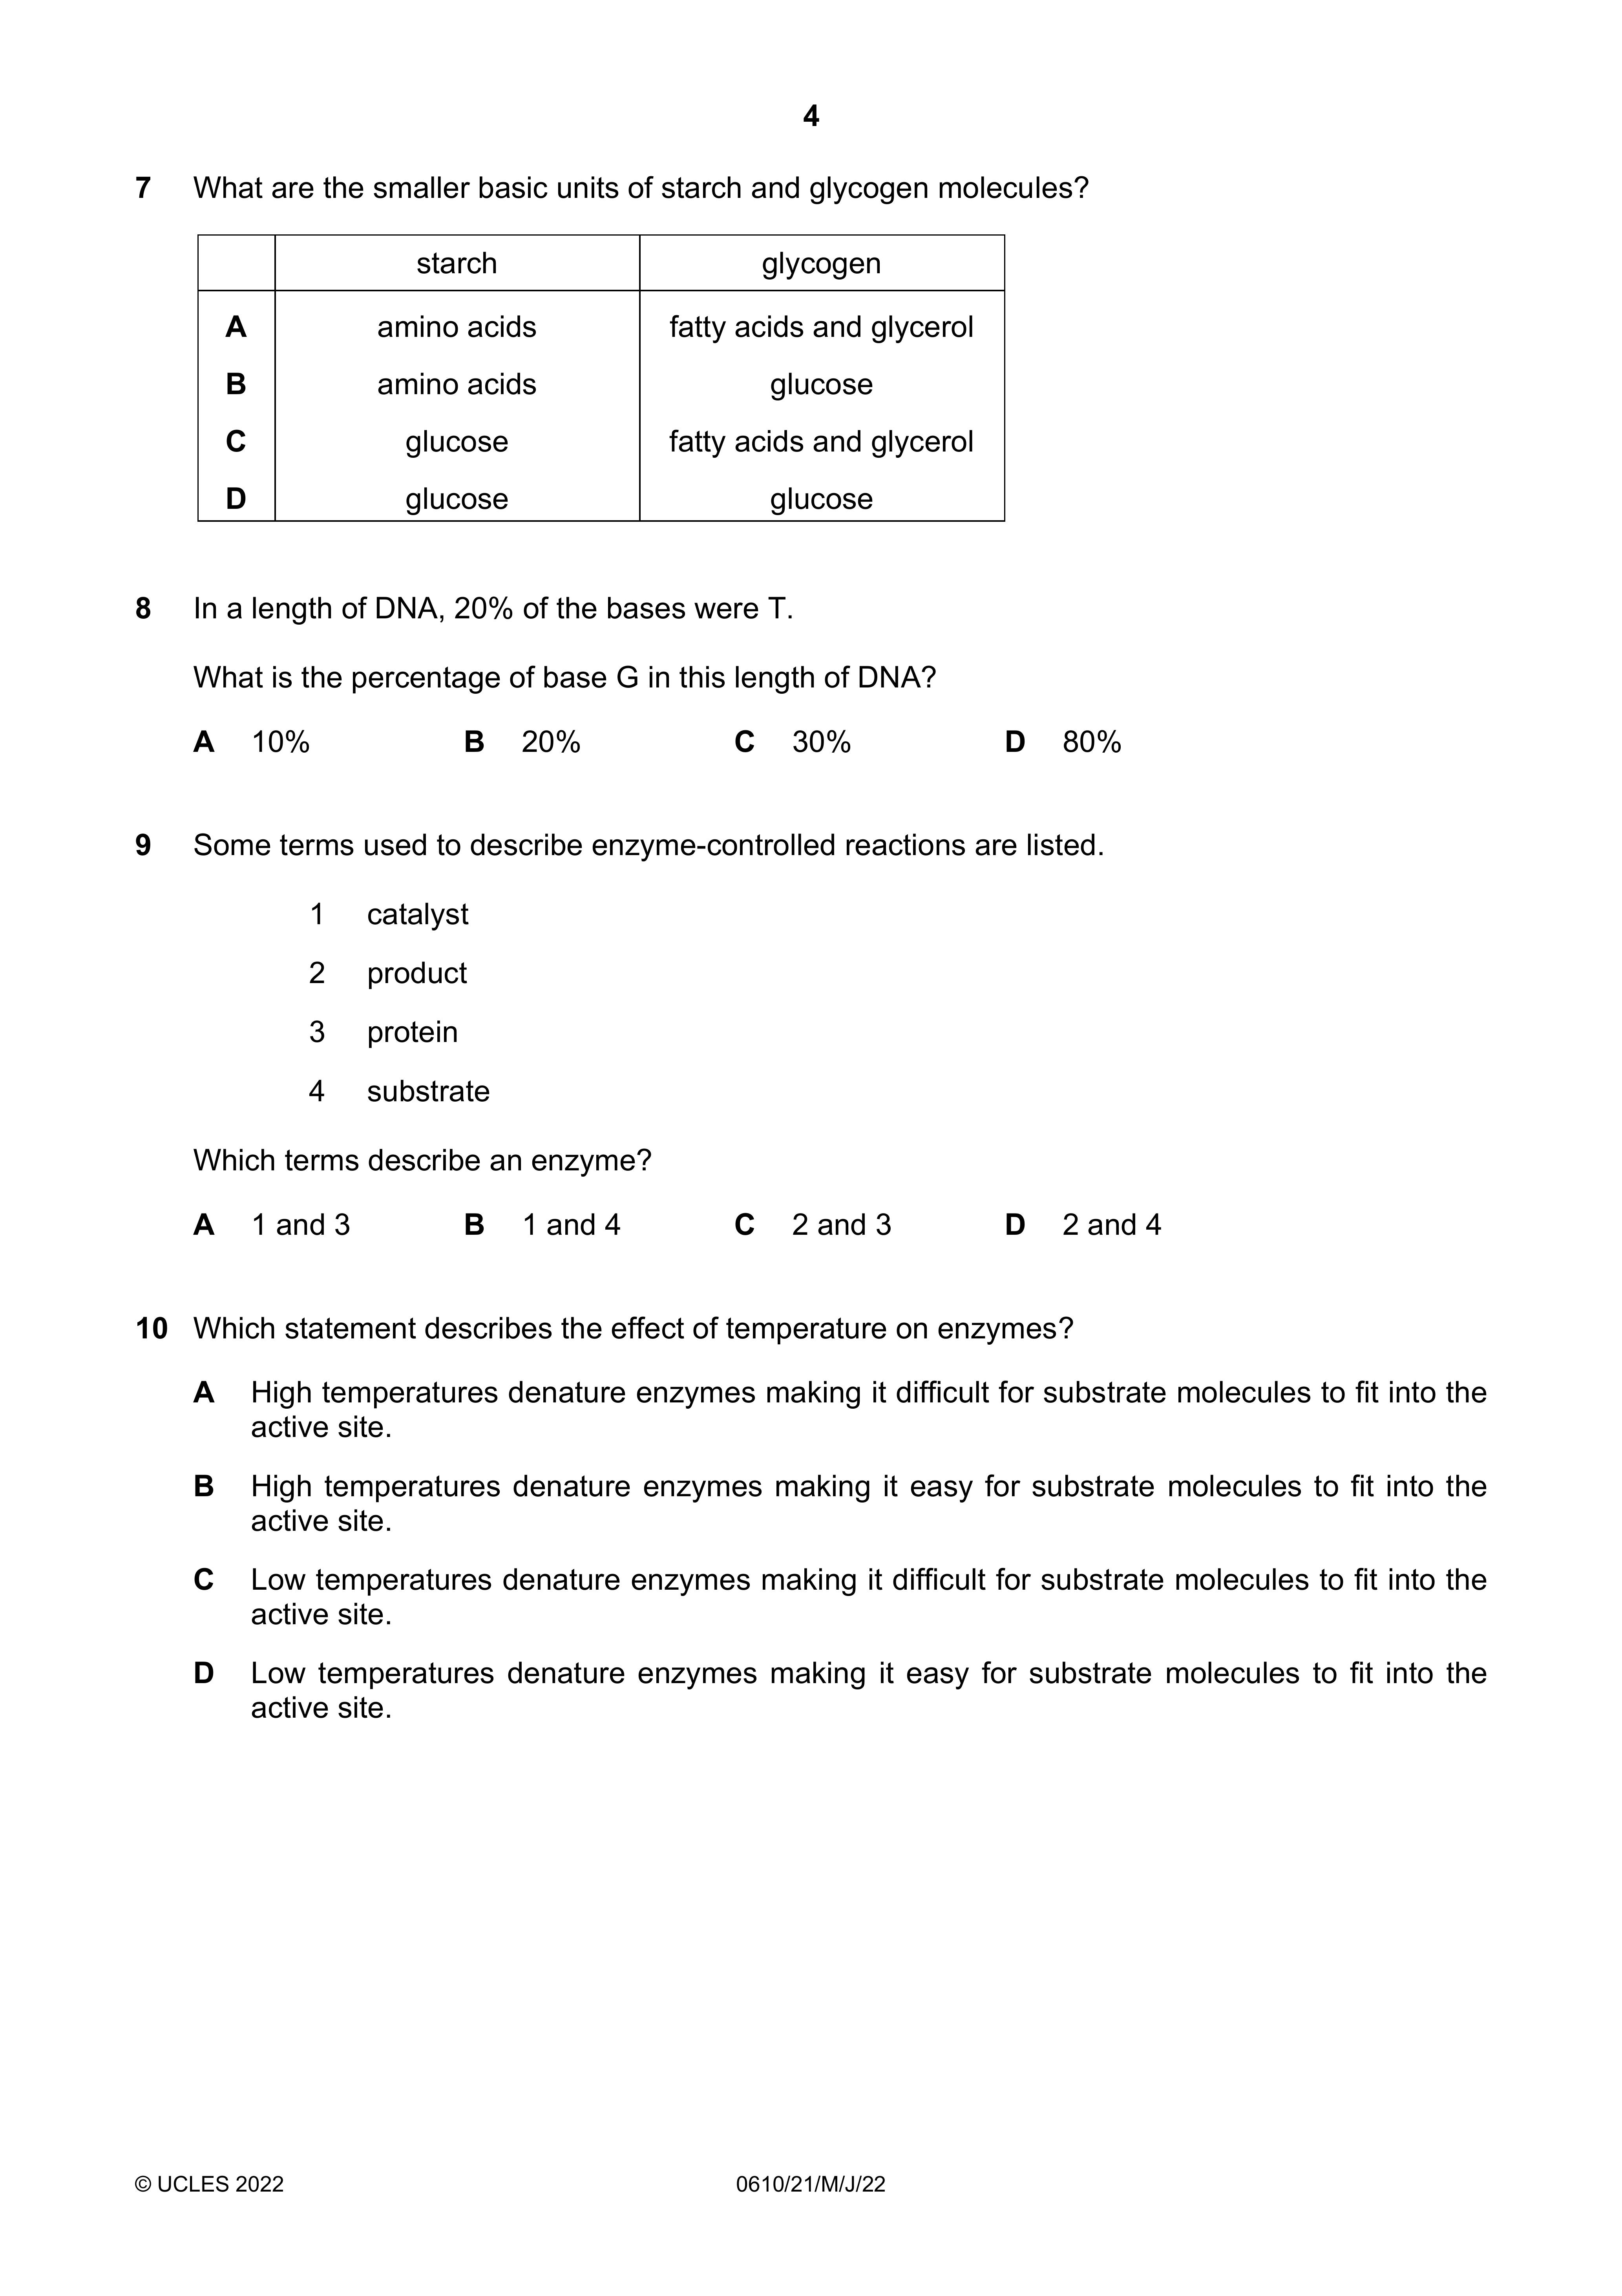 4
7 What are the smaller basic units of starch and glycogen molecules?
starch glycogen
A amino acids fatty acids and glycerol
B amino acids glucose
C glucose fatty acids and glycerol
D glucose glucose
8 In a length of DNA, 20% of the bases were T.
What is the percentage of base G in this length of DNA?
A 10% B 20% C 30% D 80%
9 Some terms used to describe enzyme-controlled reactions are listed.
1 catalyst
2 product
3 protein
4 substrate
Which terms describe an enzyme?
A 1 and 3 B 1 and 4 C 2 and 3 D 2 and 4
10 Which statement describes the effect of temperature on enzymes?
A High temperatures denature enzymes making it difficult for substrate molecules to fit into the
active site.
B High temperatures denature enzymes making it easy for substrate molecules to fit into the
active site.
C Low temperatures denature enzymes making it difficult for substrate molecules to fit into the
active site.
D Low temperatures denature enzymes making it easy for substrate molecules to fit into the
active site.
© UCLES 2022 0610/21/M/J/22